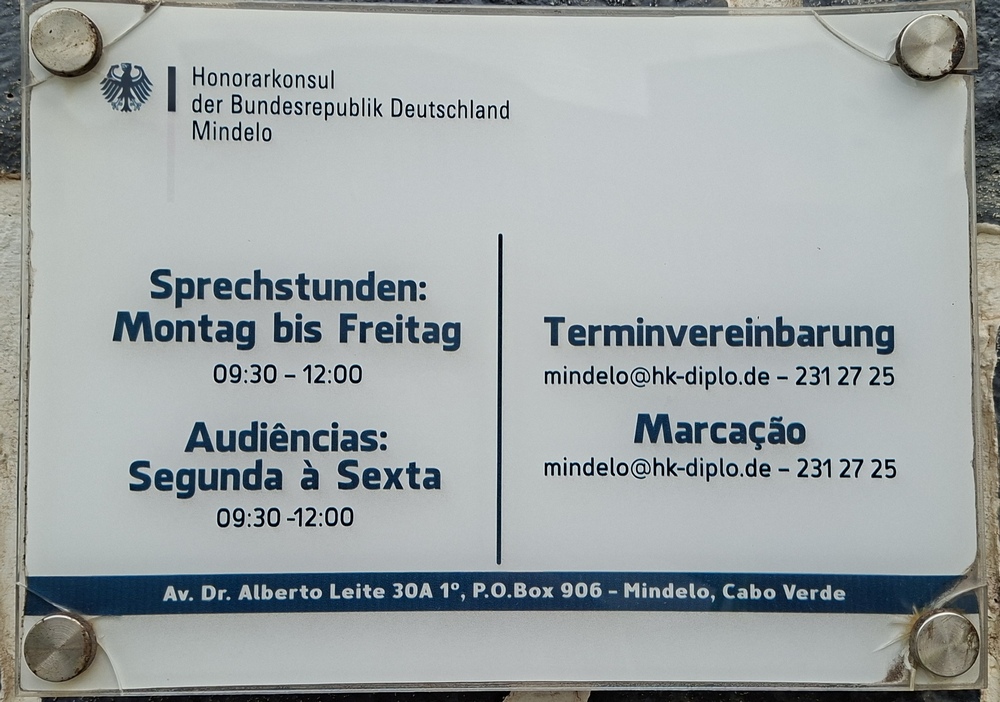 Honorarkonsul
der Bundesrepublik Deutschland
Mindelo
Sprechstunden:
Montag bis Freitag
09:30 – 12:00
Audiências:
Segunda à Sexta
09:30 -12:00
Terminvereinbarung
mindelo@hk-diplo.de – 231 27 25
Marcação
mindelo@hk-diplo.de – 231 27 25
Av. Dr. Alberto Leite 30A 1º, P.O.Box 906 – Mindelo, Cabo Verde